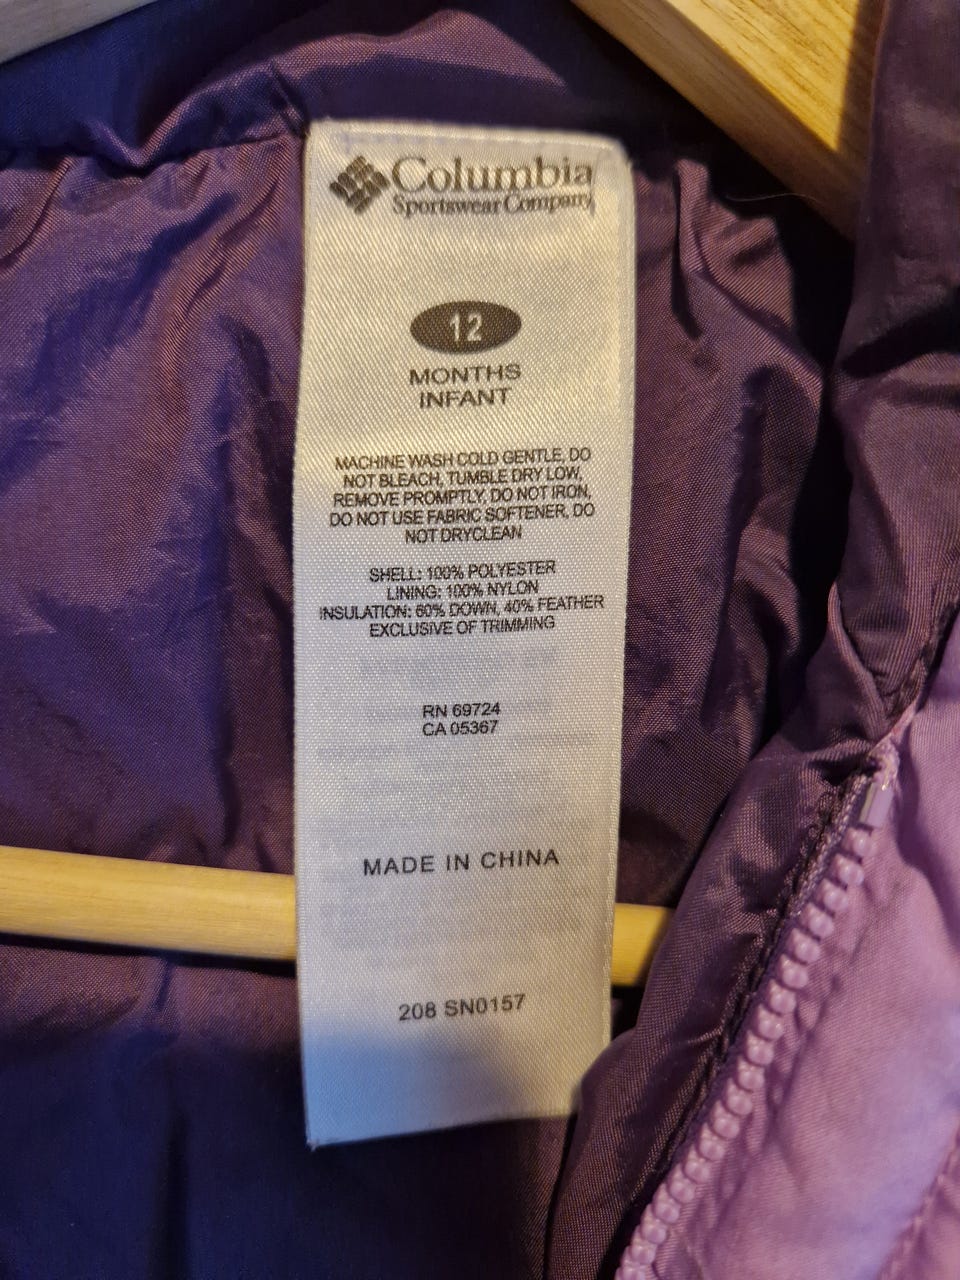 Columbia
Sportswear Company
12
MONTHS
INFANT
MACHINE WASH COLD GENTLE, DO
NOT BLEACH, TUMBLE DRY LOW,
REMOVE PROMPTLY, DO NOT IRON,
DO NOT USE FABRIC SOFTENER, DO
NOT DRYCLEAN
SHELL: 100% POLYESTER
LINING: 100% NYLON
INSULATION: 60% DOWN, 40% FEATHER
EXCLUSIVE OF TRIMMING
RN 69724
CA 05367
MADE IN CHINA
208 SN0157